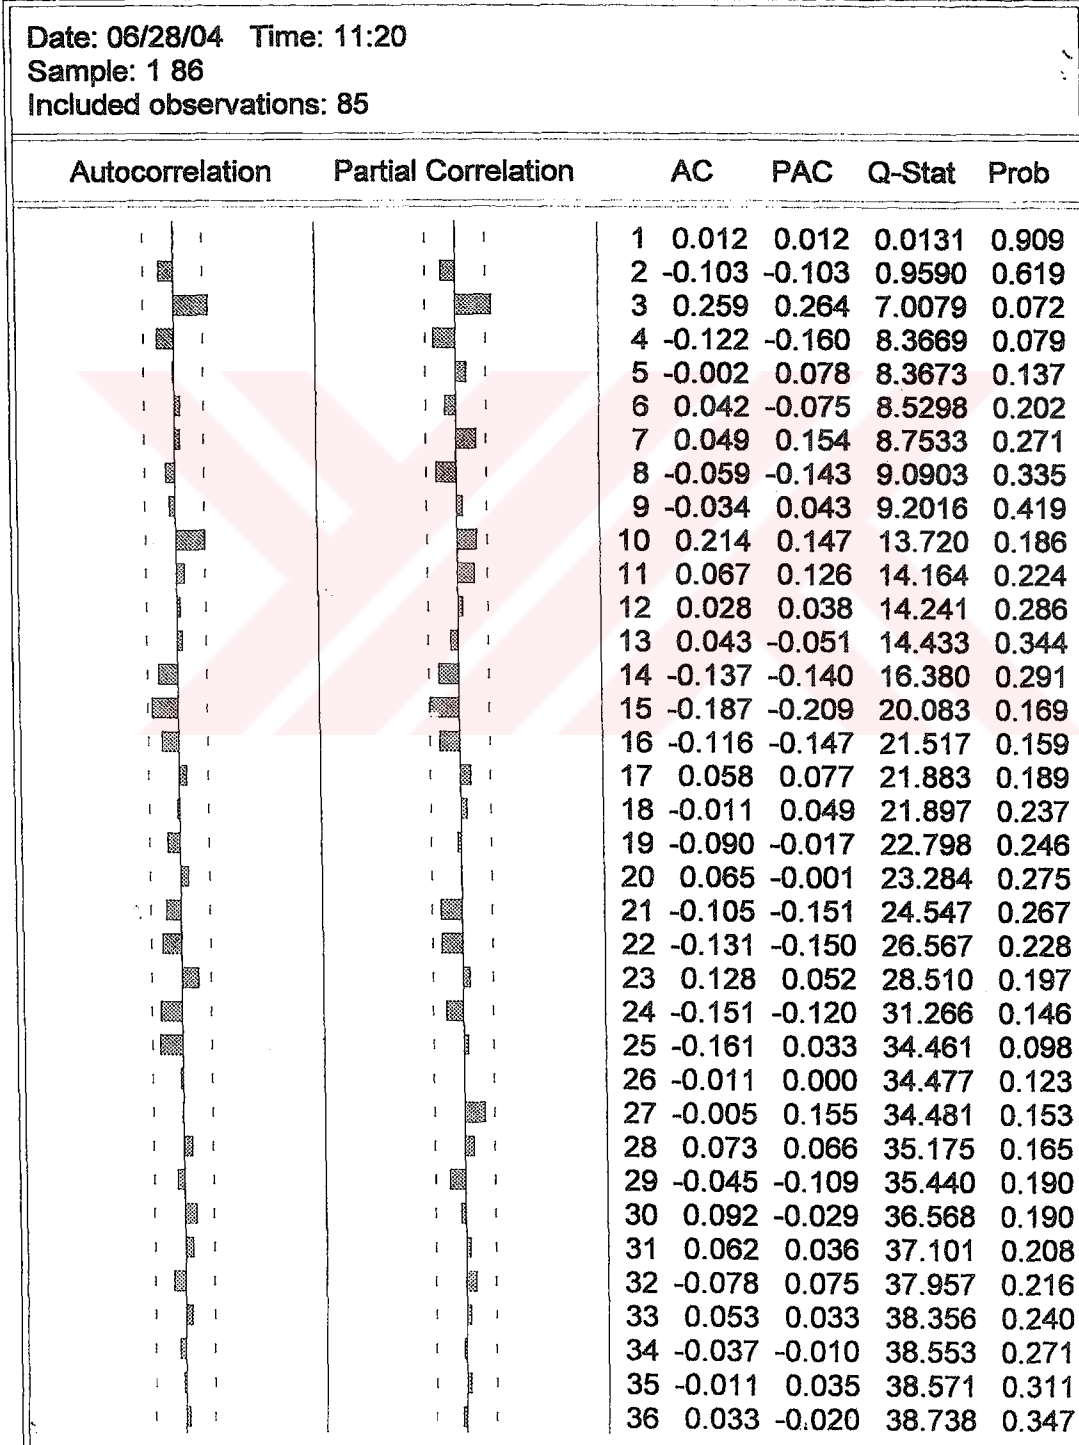 Date: 06/28/04 Time: 11:20
Sample: 1 86
Included observations: 85
Autocorrelation Partial Correlation AC PAC Q-Stat Prob
1 0.012 0.012 0.0131 0.909
2 -0.103 -0.103 0.9590 0.619
3 0.259 0.264 7.0079 0.072
4 -0.122 -0.160 8.3669 0.079
5 -0.002 0.078 8.3673 0.137
6 0.042 -0.075 8.5298 0.202
7 0.049 0.154 8.7533 0.271
8 -0.059 -0.143 9.0903 0.335
9 -0.034 0.043 9.2016 0.419
10 0.214 0.147 13.720 0.186
11 0.067 0.126 14.164 0.224
12 0.028 0.038 14.241 0.286
13 0.043 -0.051 14.433 0.344
14 -0.137 -0.140 16.380 0.291
15 -0.187 -0.209 20.083 0.169
16 -0.116 -0.147 21.517 0.159
17 0.058 0.077 21.883 0.189
18 -0.011 0.049 21.897 0.237
19 -0.090 -0.017 22.798 0.246
20 0.065 -0.001 23.284 0.275
21 -0.105 -0.151 24.547 0.267
22 -0.131 -0.150 26.567 0.228
23 0.128 0.052 28.510 0.197
24 -0.151 -0.120 31.266 0.146
25 -0.161 0.033 34.461 0.098
26 -0.011 0.000 34.477 0.123
27 -0.005 0.155 34.481 0.153
28 0.073 0.066 35.175 0.165
29 -0.045 -0.109 35.440 0.190
30 0.092 -0.029 36.568 0.190
31 0.062 0.036 37.101 0.208
32 -0.078 0.075 37.957 0.216
33 0.053 0.033 38.356 0.240
34 -0.037 -0.010 38.553 0.271
35 -0.011 0.035 38.571 0.311
36 0.033 -0.020 38.738 0.347